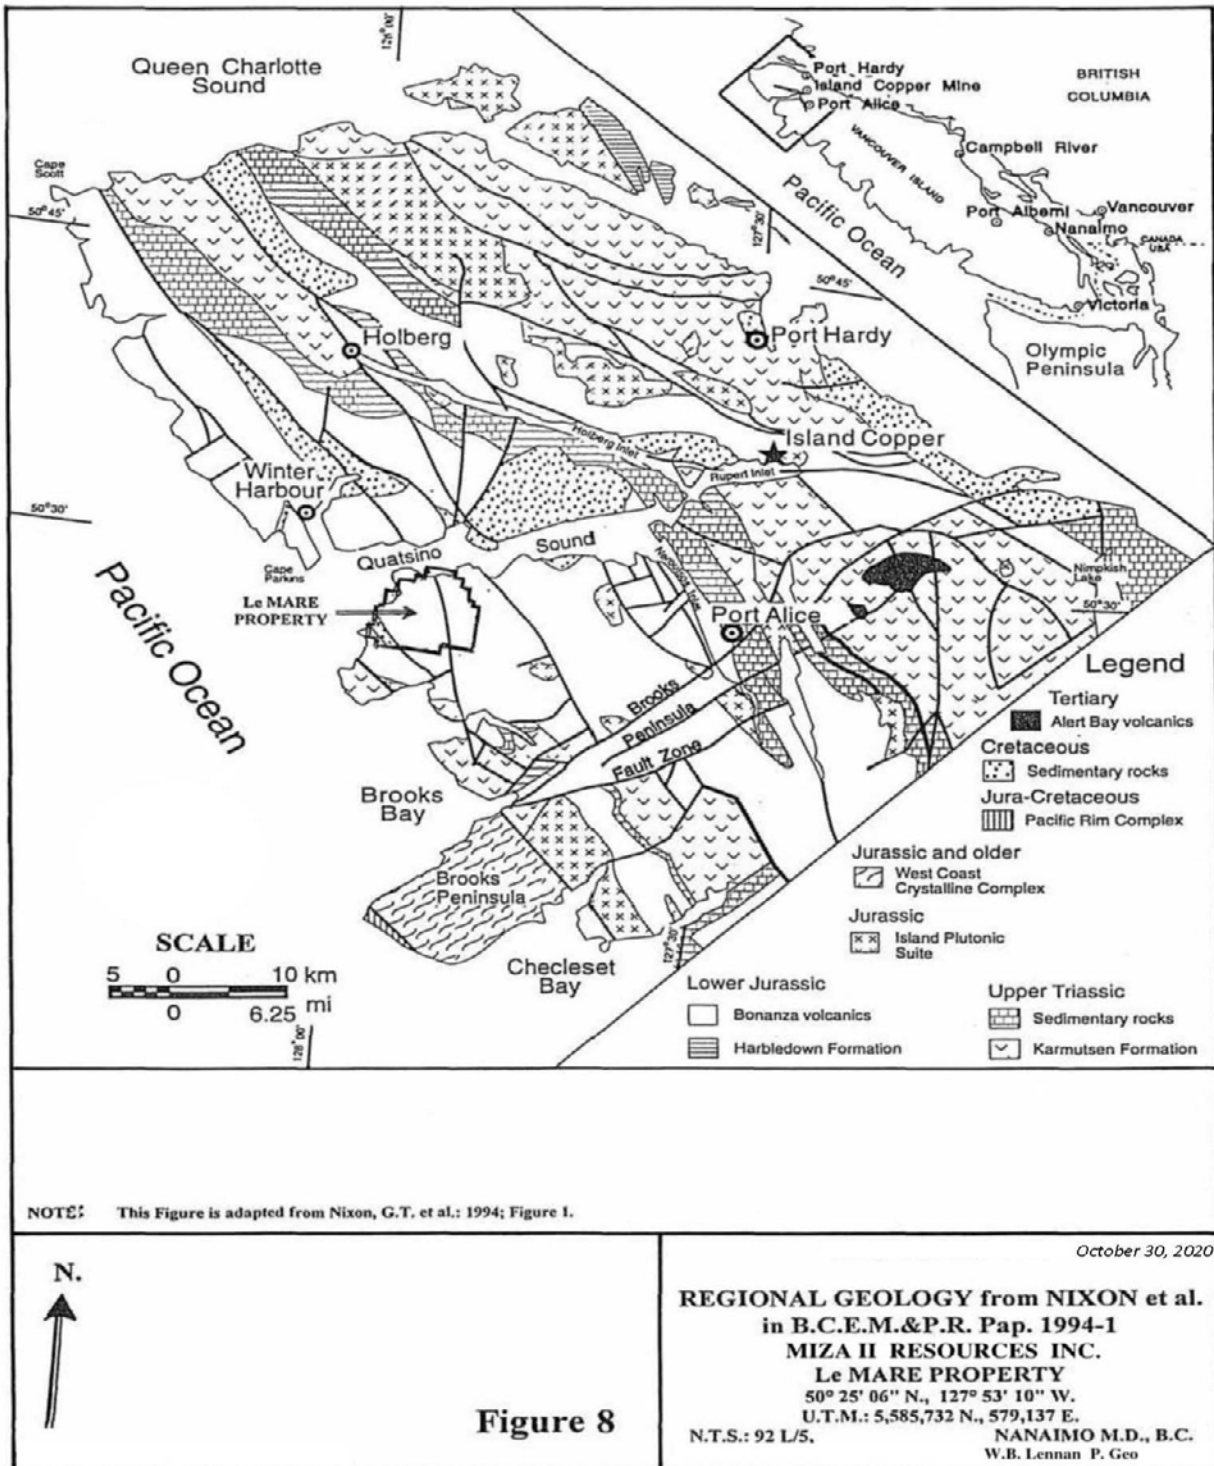 128°00'
Queen Charlotte
Sound
Cape
Scott
50°45'
Port Hardy
Island Copper Mine
Port Alice
BRITISH
COLUMBIA
VANCOUVER ISLAND
Campbell River
Pacific Ocean
Port Alberni
Vancouver
Nanaimo
CANADA
USA
Victoria
Olympic
Peninsula
127°30'
50°45'
Holberg
Port Hardy
Island Copper
Holberg Inlet
Rupert Inlet
Winter
Harbour
50°30'
Quatsino
Sound
Cape
Parkins
Neroutsos Inlet
Nimpkish
Lake
50°30'
Le MARE
PROPERTY
Port Alice
Pacific Ocean
Brooks
Peninsula
Fault Zone
Brooks
Bay
Brooks
Peninsula
Checleset
Bay
127°30'
Legend
Tertiary
Alert Bay volcanics
Cretaceous
Sedimentary rocks
Jura-Cretaceous
Pacific Rim Complex
Jurassic and older
West Coast
Crystalline Complex
Jurassic
Island Plutonic
Suite
Lower Jurassic
Bonanza volcanics
Harbledown Formation
Upper Triassic
Sedimentary rocks
Karmutsen Formation
SCALE
5 0 10 km
0 6.25 mi
128°00'
NOTE: This Figure is adapted from Nixon, G.T. et al.: 1994; Figure 1.
N.
Figure 8
October 30, 2020
REGIONAL GEOLOGY from NIXON et al.
in B.C.E.M.&P.R. Pap. 1994-1
MIZA II RESOURCES INC.
Le MARE PROPERTY
50° 25' 06" N., 127° 53' 10" W.
U.T.M.: 5,585,732 N., 579,137 E.
N.T.S.: 92 L/5. NANAIMO M.D., B.C.
W.B. Lennan P. Geo